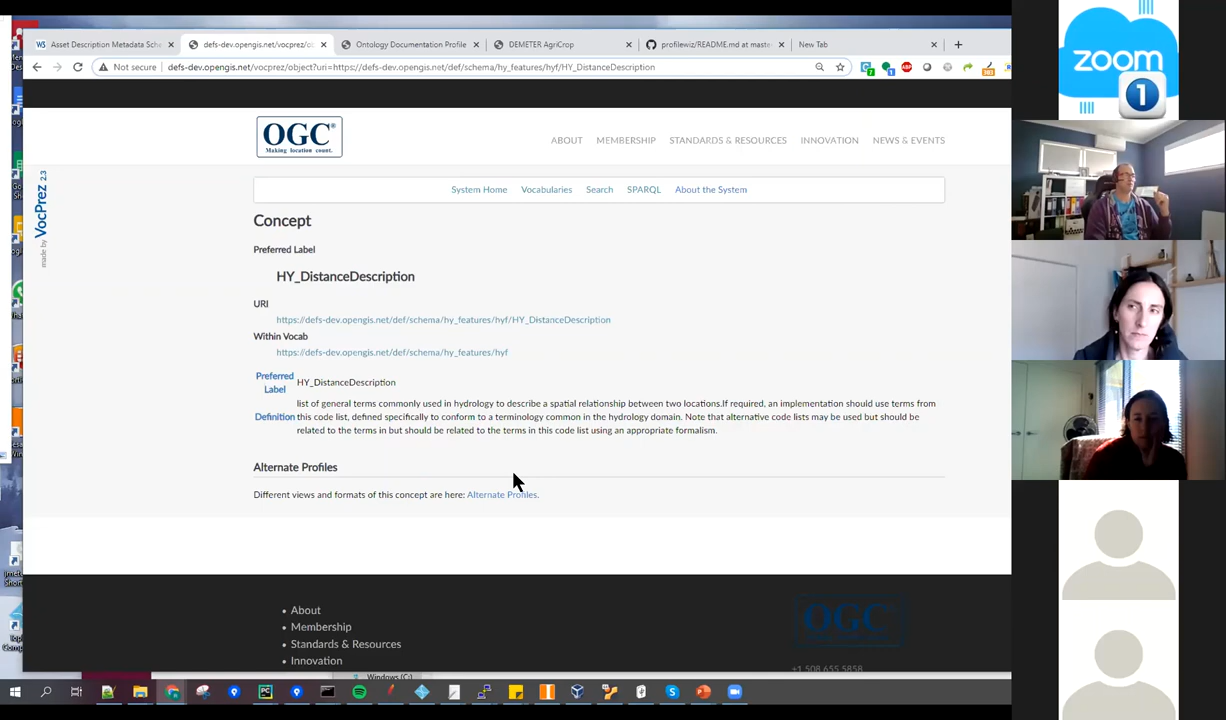 Asset Description Metadata Sche
defs-dev.opengis.net/vocprez/o
Ontology Documentation Profile
DEMETER AgriCrop
profilewiz/README.md at maste
New Tab
Not secure
defs-dev.opengis.net/vocprez/object?uri=https://defs-dev.opengis.net/def/schema/hy_features/hyf/HY_DistanceDescription
zoom
1
OGC®
Making location count.
ABOUT
MEMBERSHIP
STANDARDS & RESOURCES
INNOVATION
NEWS & EVENTS
made by VocPrez 2.3
System Home
Vocabularies
Search
SPARQL
About the System
Concept
Preferred Label
HY_DistanceDescription
URI
https://defs-dev.opengis.net/def/schema/hy_features/hyf/HY_DistanceDescription
Within Vocab
https://defs-dev.opengis.net/def/schema/hy_features/hyf
Preferred
Label
HY_DistanceDescription
list of general terms commonly used in hydrology to describe a spatial relationship between two locations.If required, an implementation should use terms from
Definition this code list, defined specifically to conform to a terminology common in the hydrology domain. Note that alternative code lists may be used but should be
related to the terms in but should be related to the terms in this code list using an appropriate formalism.
Alternate Profiles
Different views and formats of this concept are here: Alternate Profiles.
About
Membership
Standards & Resources
Innovation
OGC
+1 508 655 5858
Windows (C:)